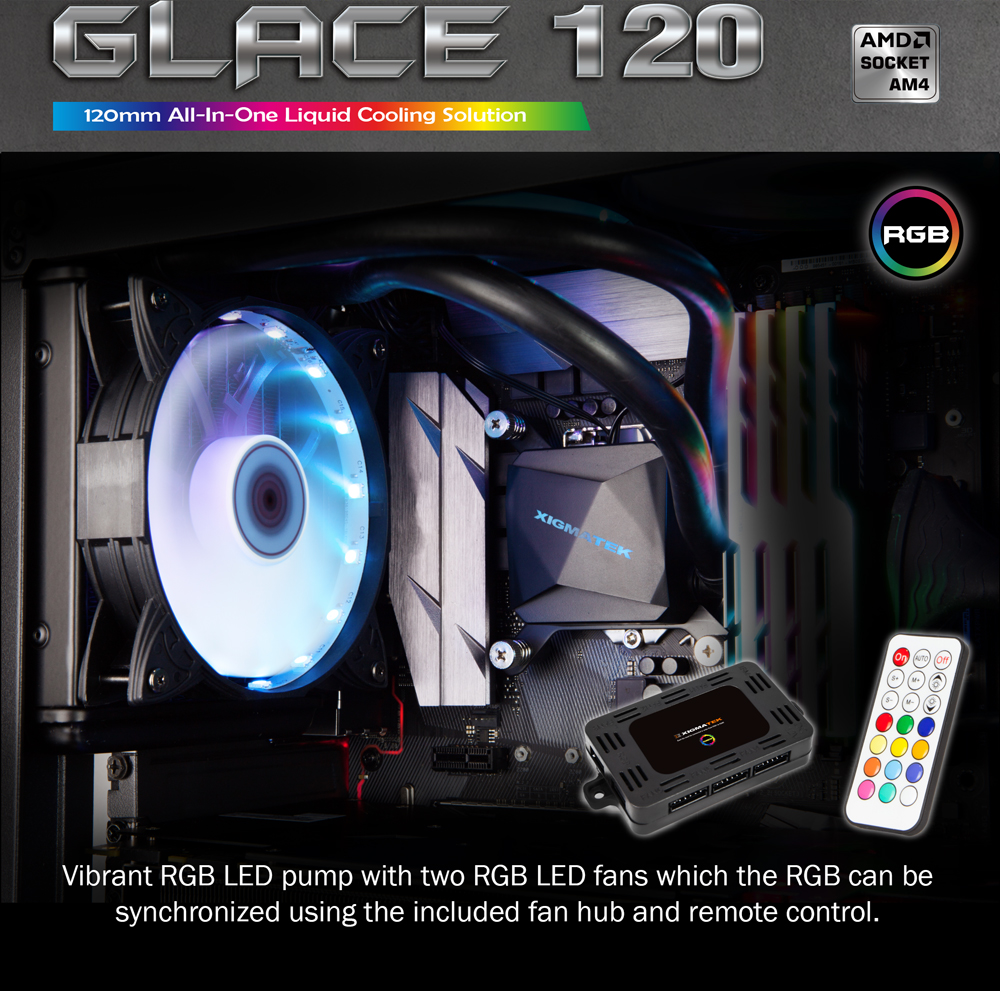 GLACE 120
AMD
SOCKET
AM4
120mm All-In-One Liquid Cooling Solution
RGB
XIGMATEK
XIGMATEK
On AUTO Off
S+ M+
S- M-
Vibrant RGB LED pump with two RGB LED fans which the RGB can be
synchronized using the included fan hub and remote control.